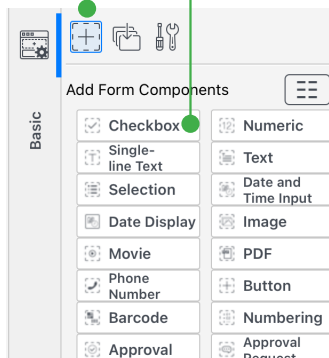 Basic
Add Form Components
Checkbox
Numeric
Single-
line Text
Text
Selection
Date and
Time Input
Date Display
Image
Movie
PDF
Phone
Number
Button
Barcode
Numbering
Approval
Approval
Request